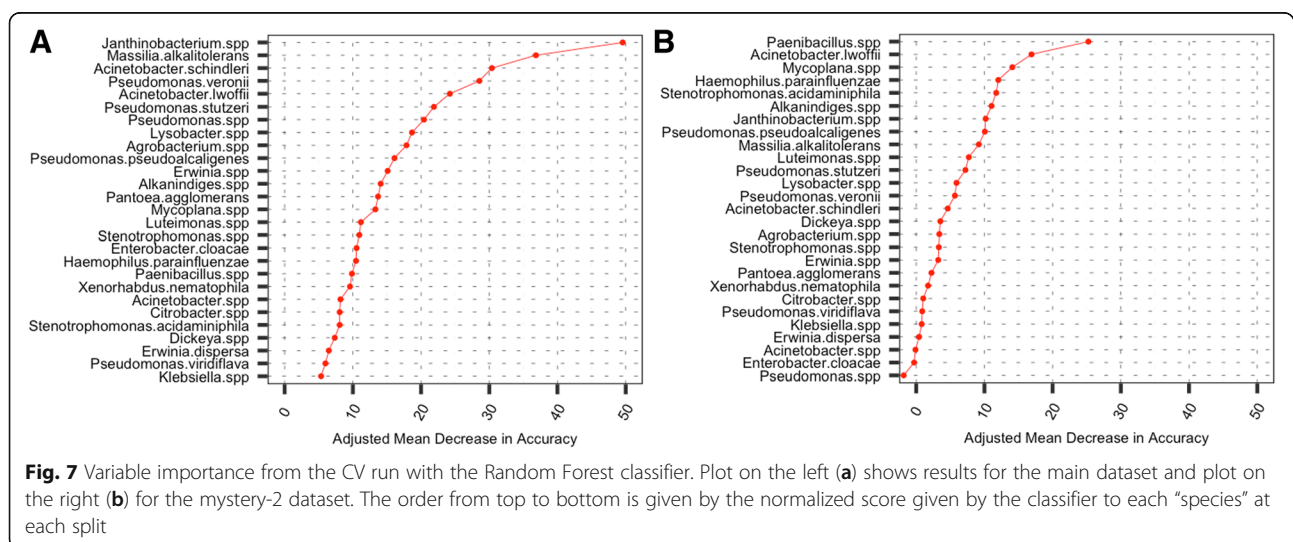 A
Janthinobacterium.spp
Massilia.alkalitolerans
Acinetobacter.schindleri
Pseudomonas.veronii
Acinetobacter.lwoffii
Pseudomonas.stutzeri
Pseudomonas.spp
Lysobacter.spp
Agrobacterium.spp
Pseudomonas.pseudoalcaligenes
Erwinia.spp
Alkanindiges.spp
Pantoea.agglomerans
Mycoplana.spp
Luteimonas.spp
Stenotrophomonas.spp
Enterobacter.cloacae
Haemophilus.parainfluenzae
Paenibacillus.spp
Xenorhabdus.nematophila
Acinetobacter.spp
Citrobacter.spp
Stenotrophomonas.acidaminiphila
Dickeya.spp
Erwinia.dispersa
Pseudomonas.viridiflava
Klebsiella.spp
0 10 20 30 40 50
Adjusted Mean Decrease in Accuracy
B
Paenibacillus.spp
Acinetobacter.lwoffii
Mycoplana.spp
Haemophilus.parainfluenzae
Stenotrophomonas.acidaminiphila
Alkanindiges.spp
Janthinobacterium.spp
Pseudomonas.pseudoalcaligenes
Massilia.alkalitolerans
Luteimonas.spp
Pseudomonas.stutzeri
Lysobacter.spp
Pseudomonas.veronii
Acinetobacter.schindleri
Dickeya.spp
Agrobacterium.spp
Stenotrophomonas.spp
Erwinia.spp
Pantoea.agglomerans
Xenorhabdus.nematophila
Citrobacter.spp
Pseudomonas.viridiflava
Klebsiella.spp
Erwinia.dispersa
Acinetobacter.spp
Enterobacter.cloacae
Pseudomonas.spp
0 10 20 30 40 50
Adjusted Mean Decrease in Accuracy
Fig. 7 Variable importance from the CV run with the Random Forest classifier. Plot on the left (a) shows results for the main dataset and plot on
the right (b) for the mystery-2 dataset. The order from top to bottom is given by the normalized score given by the classifier to each “species” at
each split